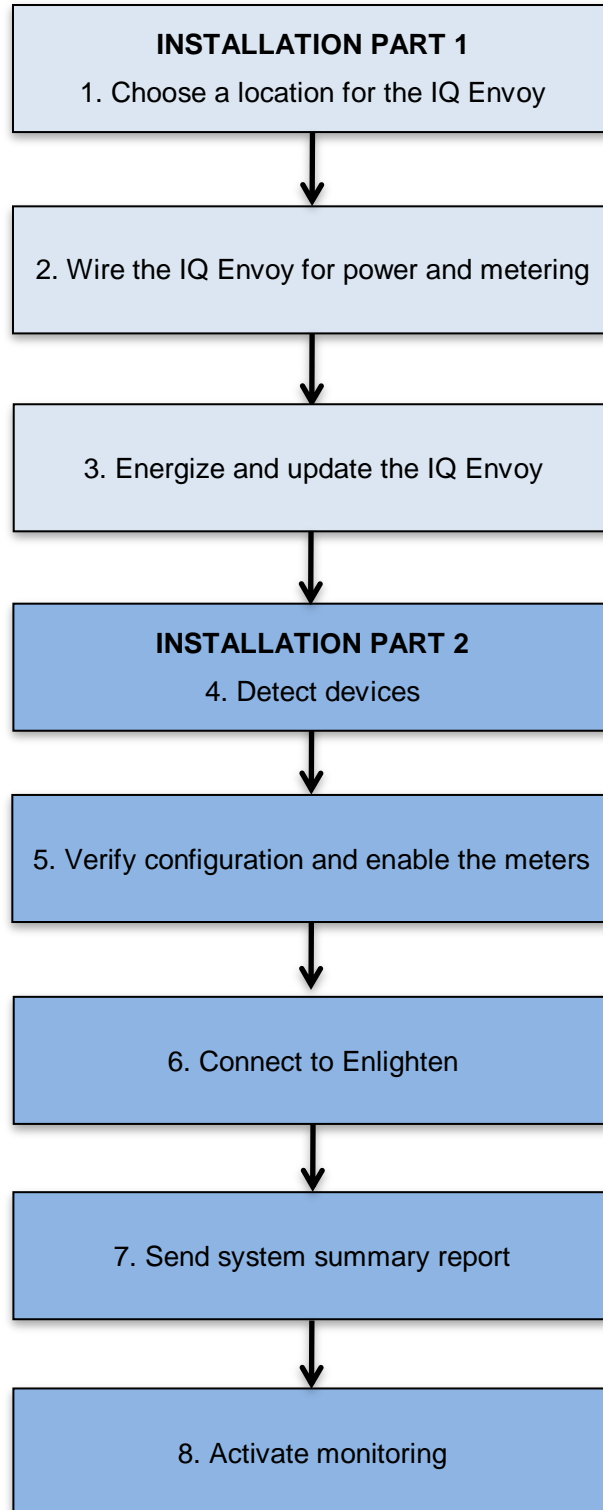 INSTALLATION PART 1
1. Choose a location for the IQ Envoy
2. Wire the IQ Envoy for power and metering
3. Energize and update the IQ Envoy
INSTALLATION PART 2
4. Detect devices
5. Verify configuration and enable the meters
6. Connect to Enlighten
7. Send system summary report
8. Activate monitoring